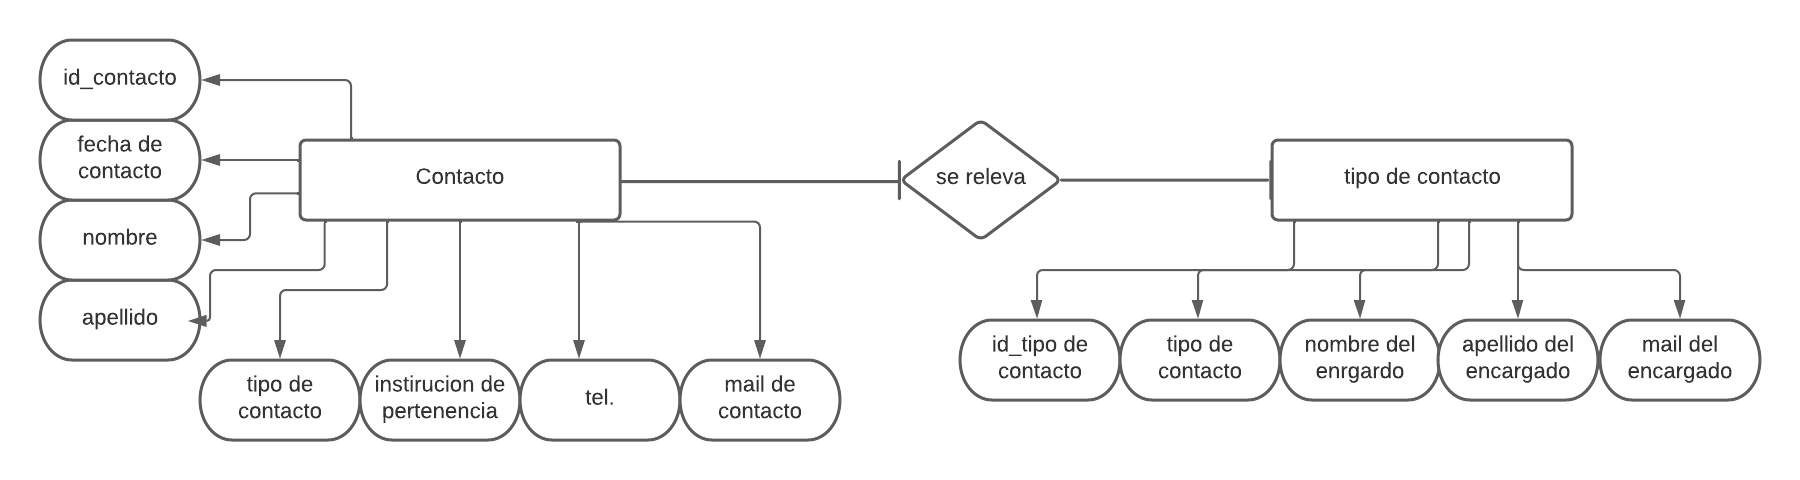 id_contacto
fecha de
contacto
nombre
apellido
Contacto
tipo de
contacto
instirucion de
pertenencia
tel.
mail de
contacto
se releva
tipo de contacto
id_tipo de
contacto
tipo de
contacto
nombre del
enrgardo
apellido del
encargado
mail del
encargado